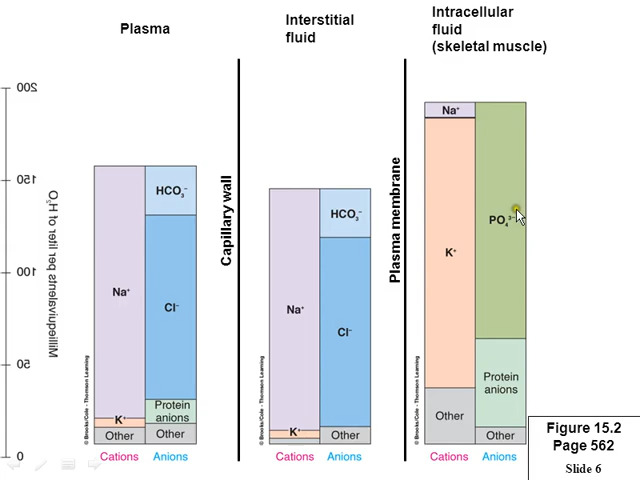 Plasma
Interstitial
fluid
Intracellular
fluid
(skeletal muscle)
200
150
100
50
0
Milliequivalents per liter of H₂O
HCO₃⁻
Na⁺
Cl⁻
Protein
anions
K⁺
Other
Other
Cations
Anions
© Brooks/Cole - Thomson Learning
Capillary wall
HCO₃⁻
Na⁺
Cl⁻
K⁺
Cations
Other
Anions
© Brooks/Cole - Thomson Learning
Plasma membrane
Na⁺
PO₄³⁻
K⁺
Protein
anions
Other
Other
Cations
Anions
© Brooks/Cole - Thomson Learning
Figure 15.2
Page 562
Slide 6